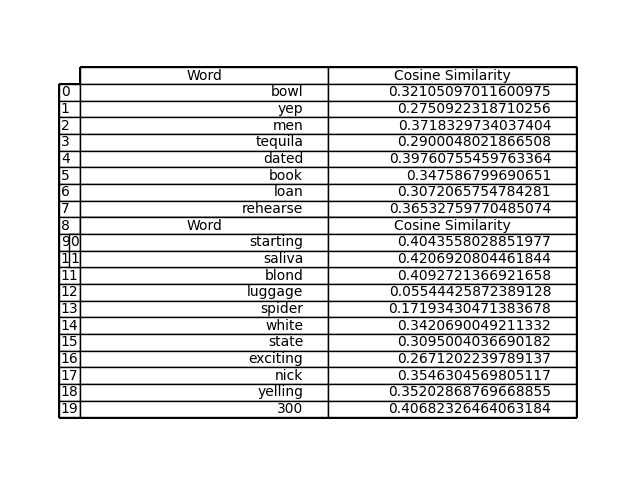 Word Cosine Similarity
0 bowl 0.32105097011600975
1 yep 0.2750922318710256
2 men 0.3718329734037404
3 tequila 0.2900048021866508
4 dated 0.39760755459763364
5 book 0.347586799690651
6 loan 0.3072065754784281
7 rehearse 0.36532759770485074
8 Word Cosine Similarity
9 0 starting 0.4043558028851977
1 1 saliva 0.4206920804461844
11 blond 0.4092721366921658
12 luggage 0.05544425872389128
13 spider 0.17193430471383678
14 white 0.3420690049211332
15 state 0.3095004036690182
16 exciting 0.2671202239789137
17 nick 0.3546304569805117
18 yelling 0.35202868769668855
19 300 0.40682326464063184